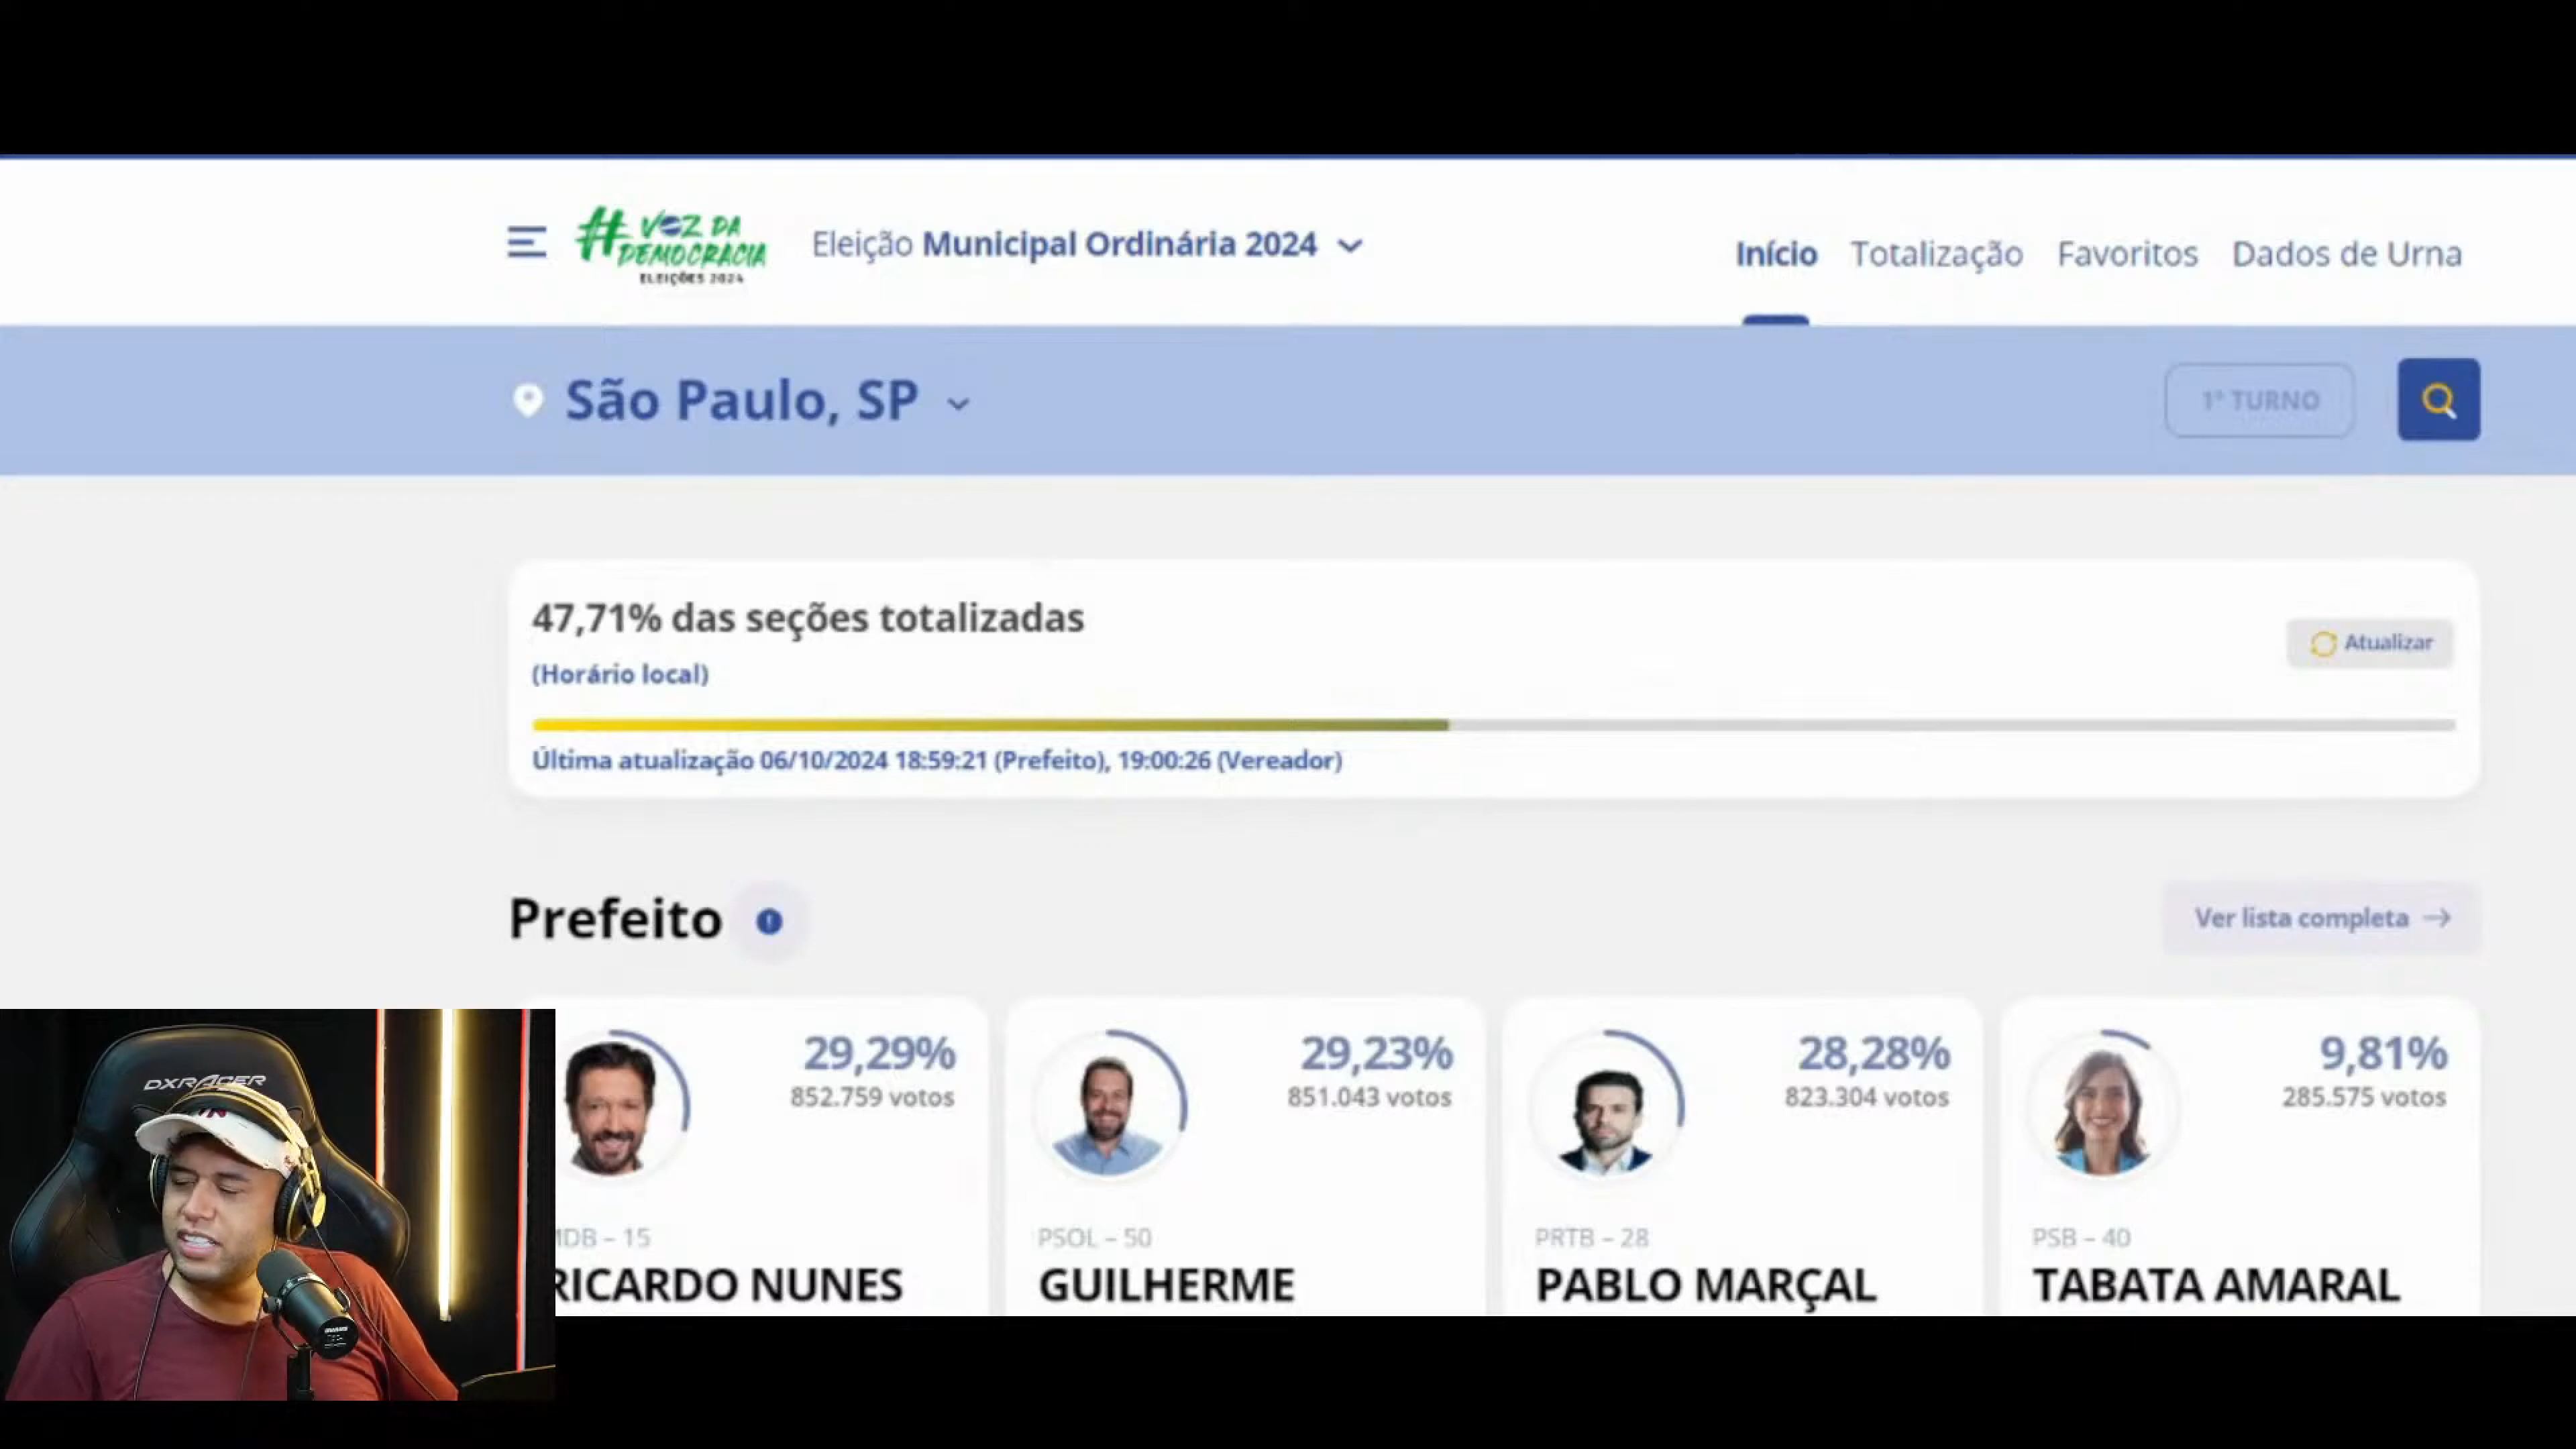 # VOZ DA
DEMOCRACIA
ELEIÇÕES 2024
Eleição Municipal Ordinária 2024
Início Totalização Favoritos Dados de Urna
São Paulo, SP
1º TURNO
47,71% das seções totalizadas
Atualizar
(Horário local)
Última atualização 06/10/2024 18:59:21 (Prefeito), 19:00:26 (Vereador)
Prefeito
Ver lista completa
29,29%
852.759 votos
DB – 15
RICARDO NUNES
29,23%
851.043 votos
PSOL – 50
GUILHERME
28,28%
823.304 votos
PRTB – 28
PABLO MARÇAL
9,81%
285.575 votos
PSB – 40
TABATA AMARAL
DXRACER